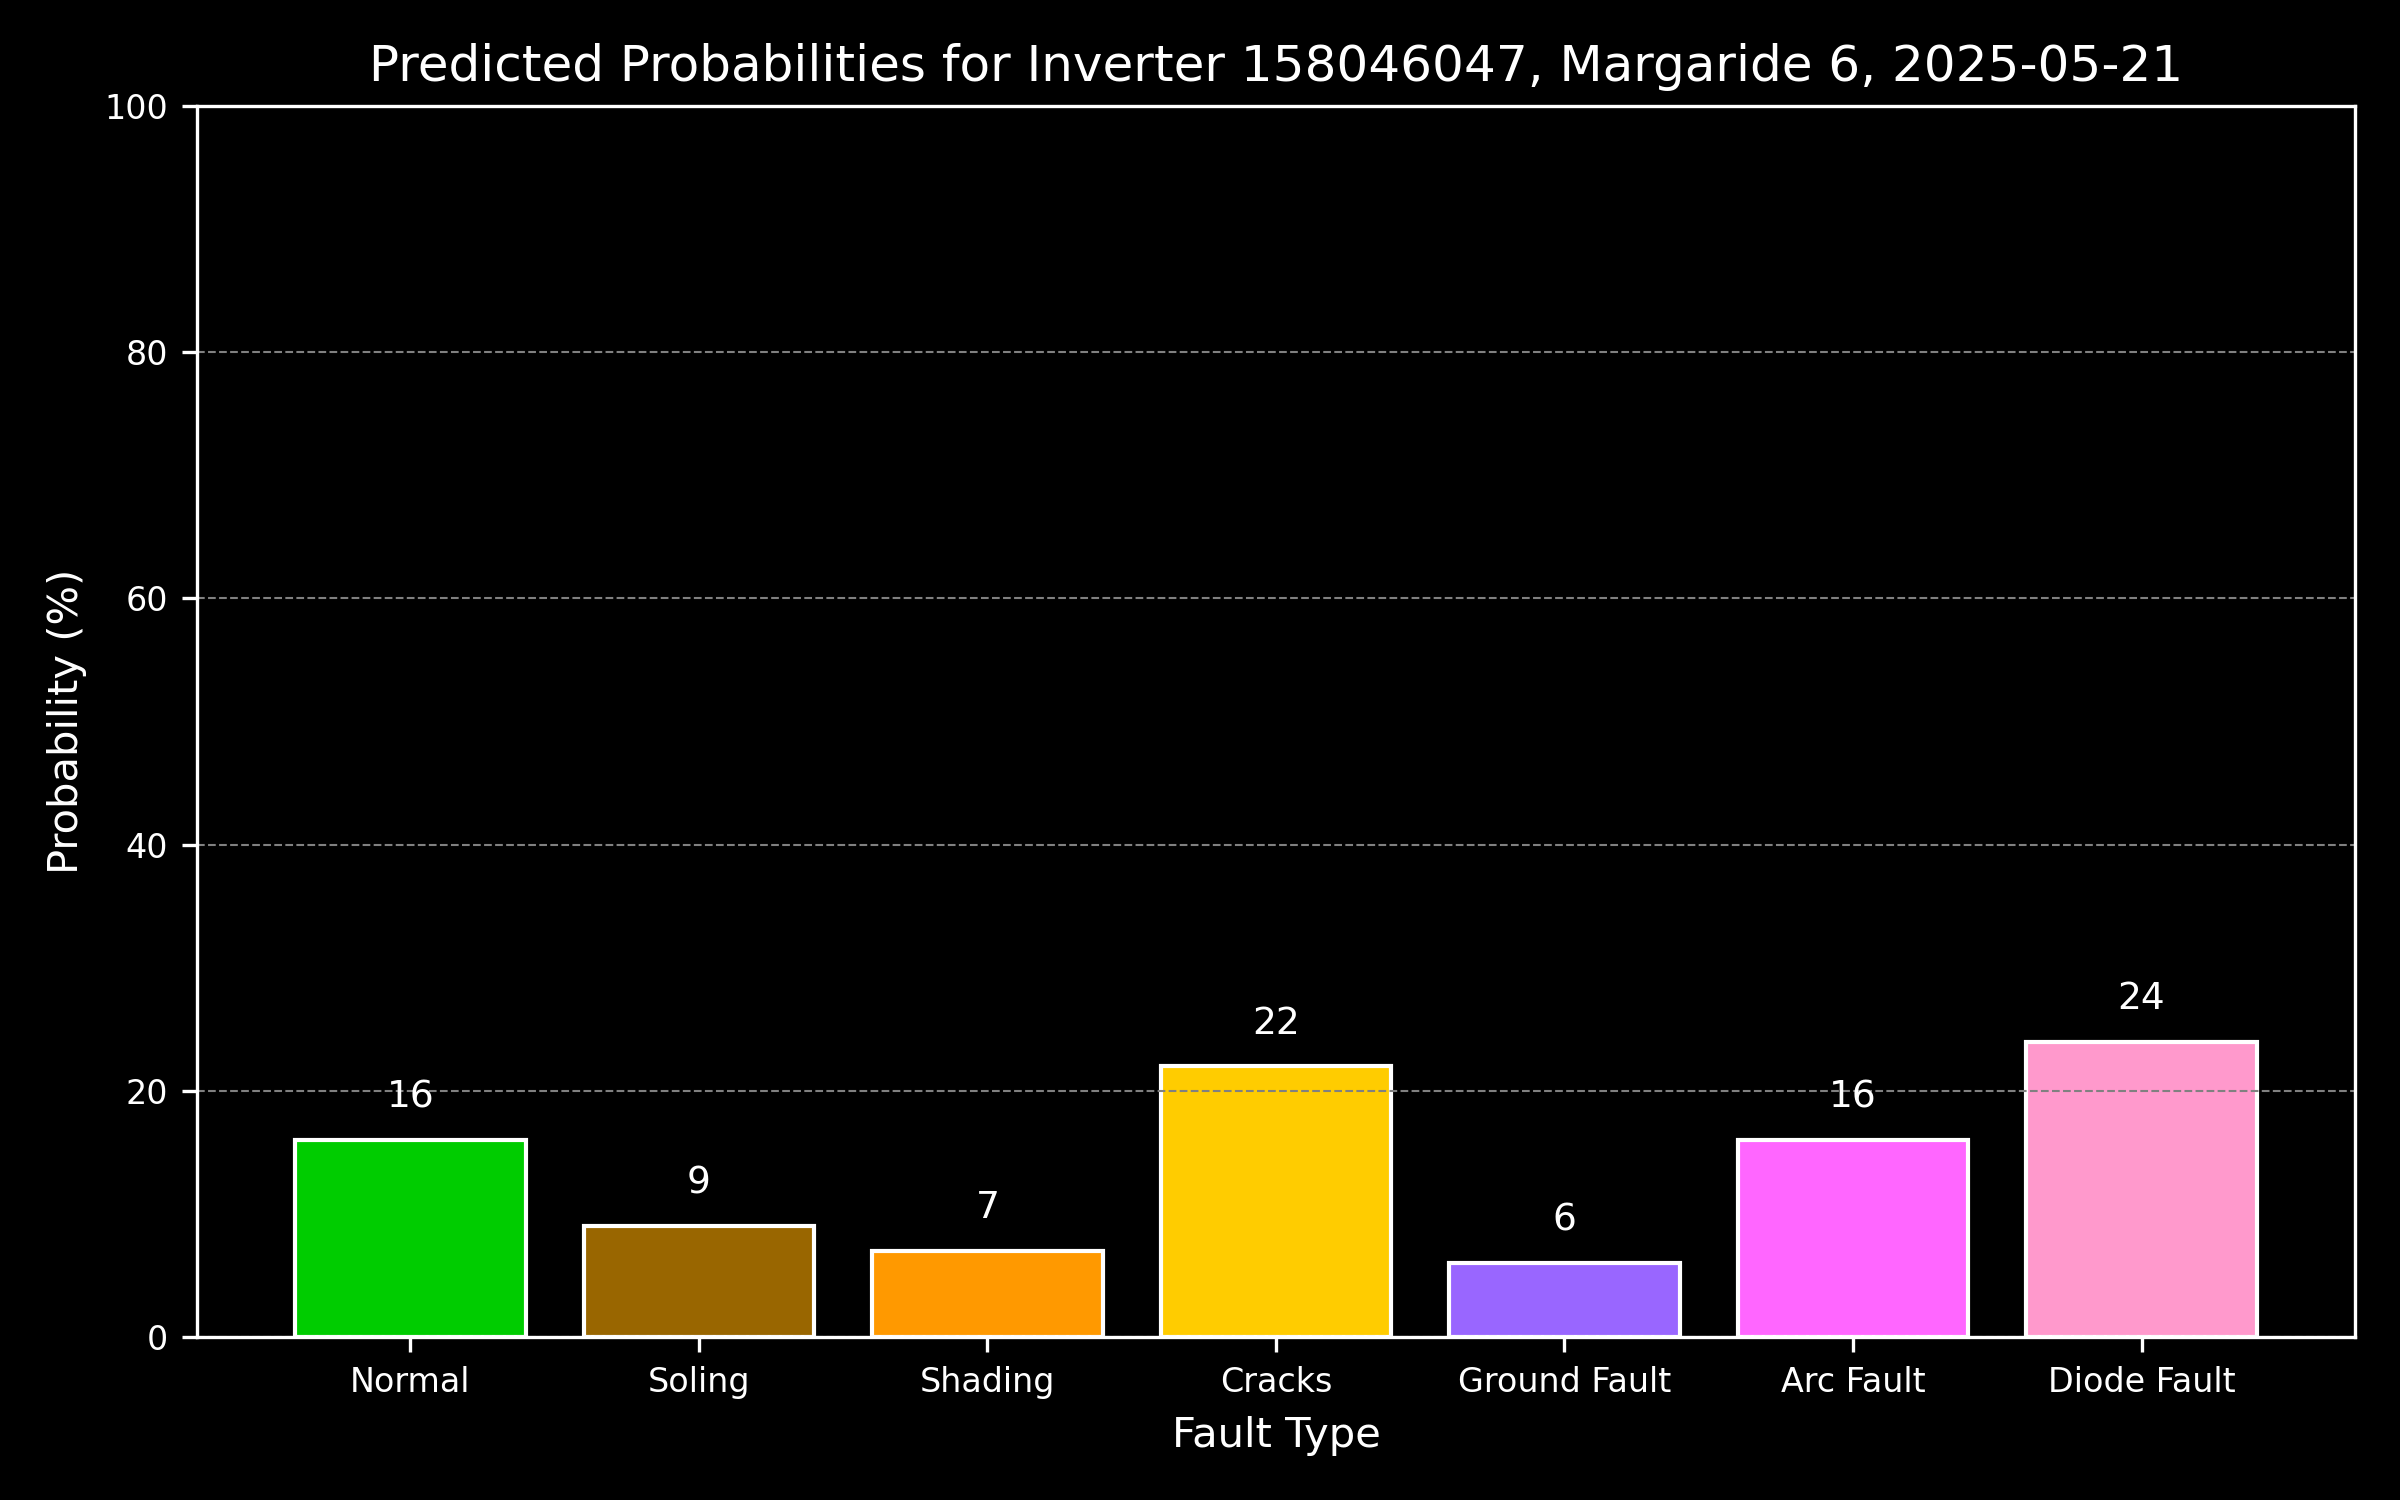 Predicted Probabilities for Inverter 158046047, Margaride 6, 2025-05-21
100
80
60
40
20
0
Probability (%)
16
9
7
22
6
16
24
Normal
Soling
Shading
Cracks
Ground Fault
Arc Fault
Diode Fault
Fault Type